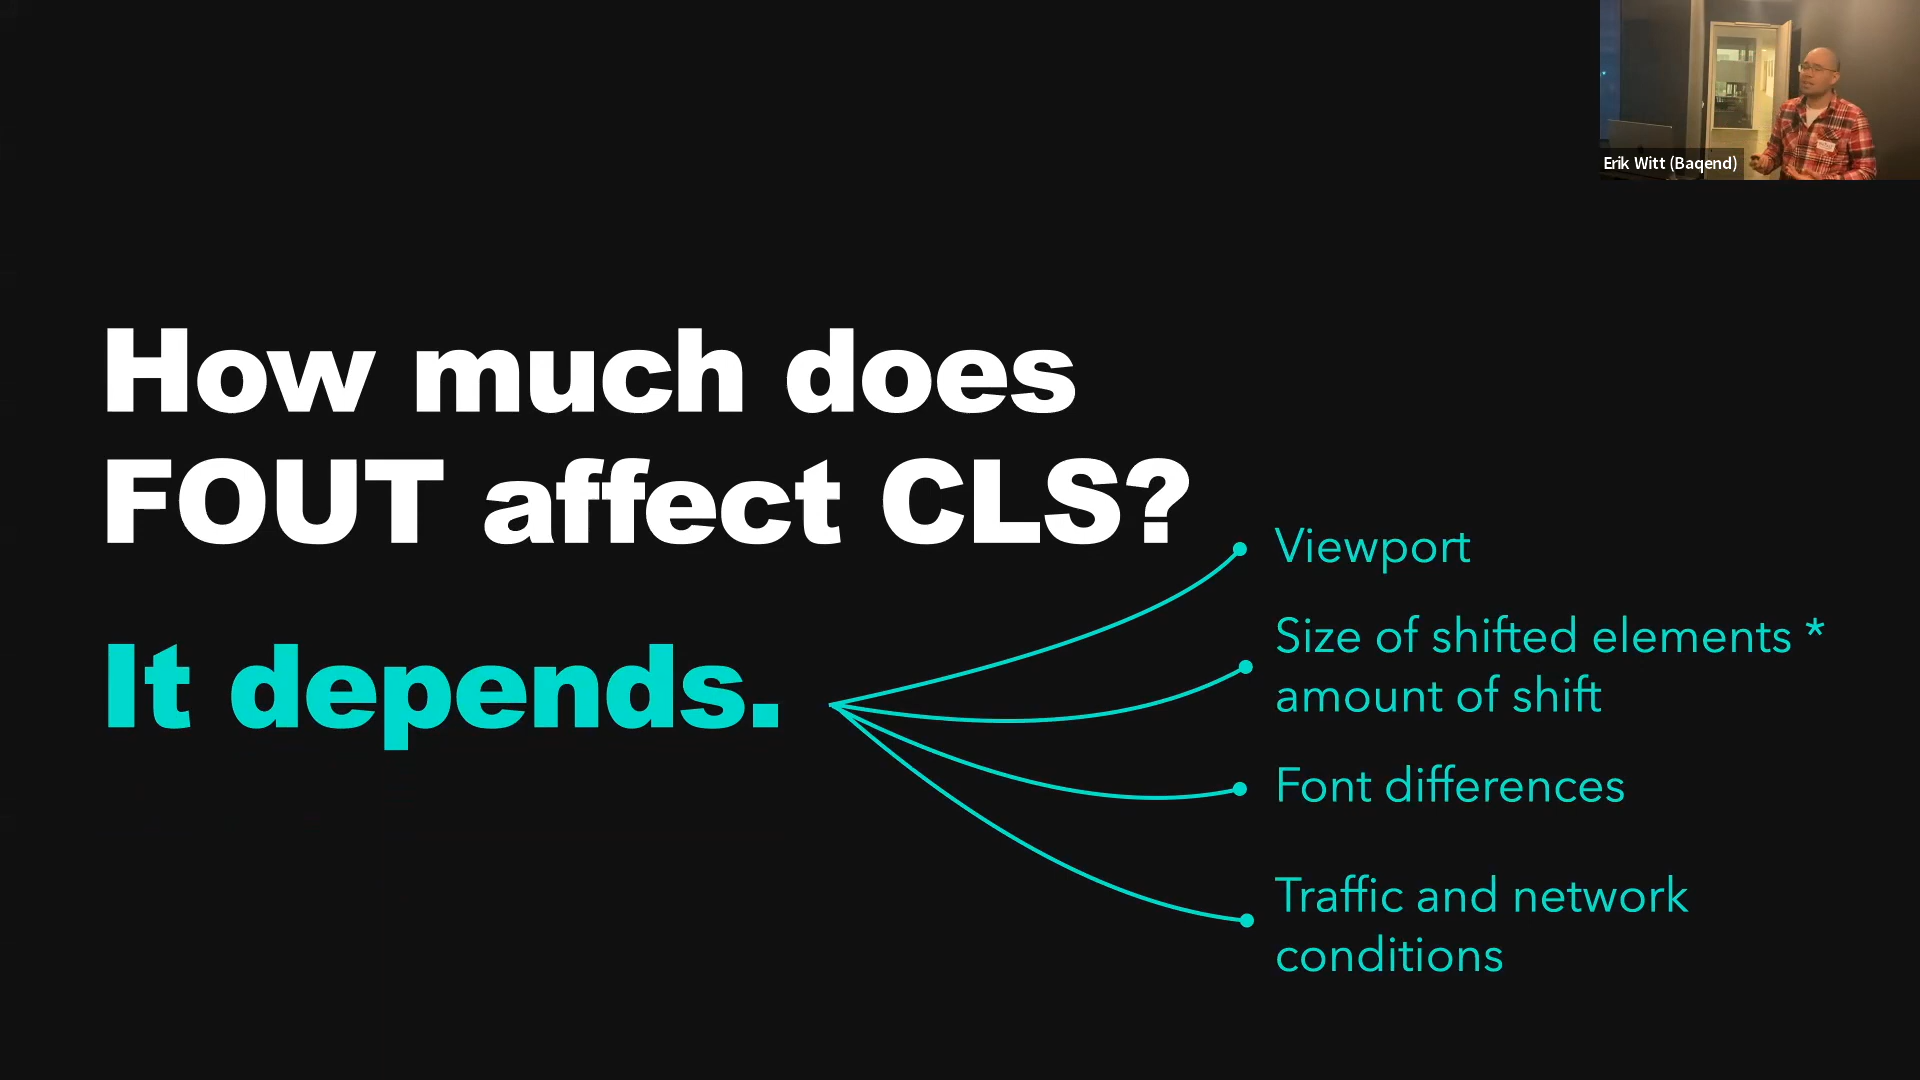 Erik Witt (Baqend)
How much does
FOUT affect CLS?
It depends.
Viewport
Size of shifted elements *
amount of shift
Font differences
Traffic and network
conditions